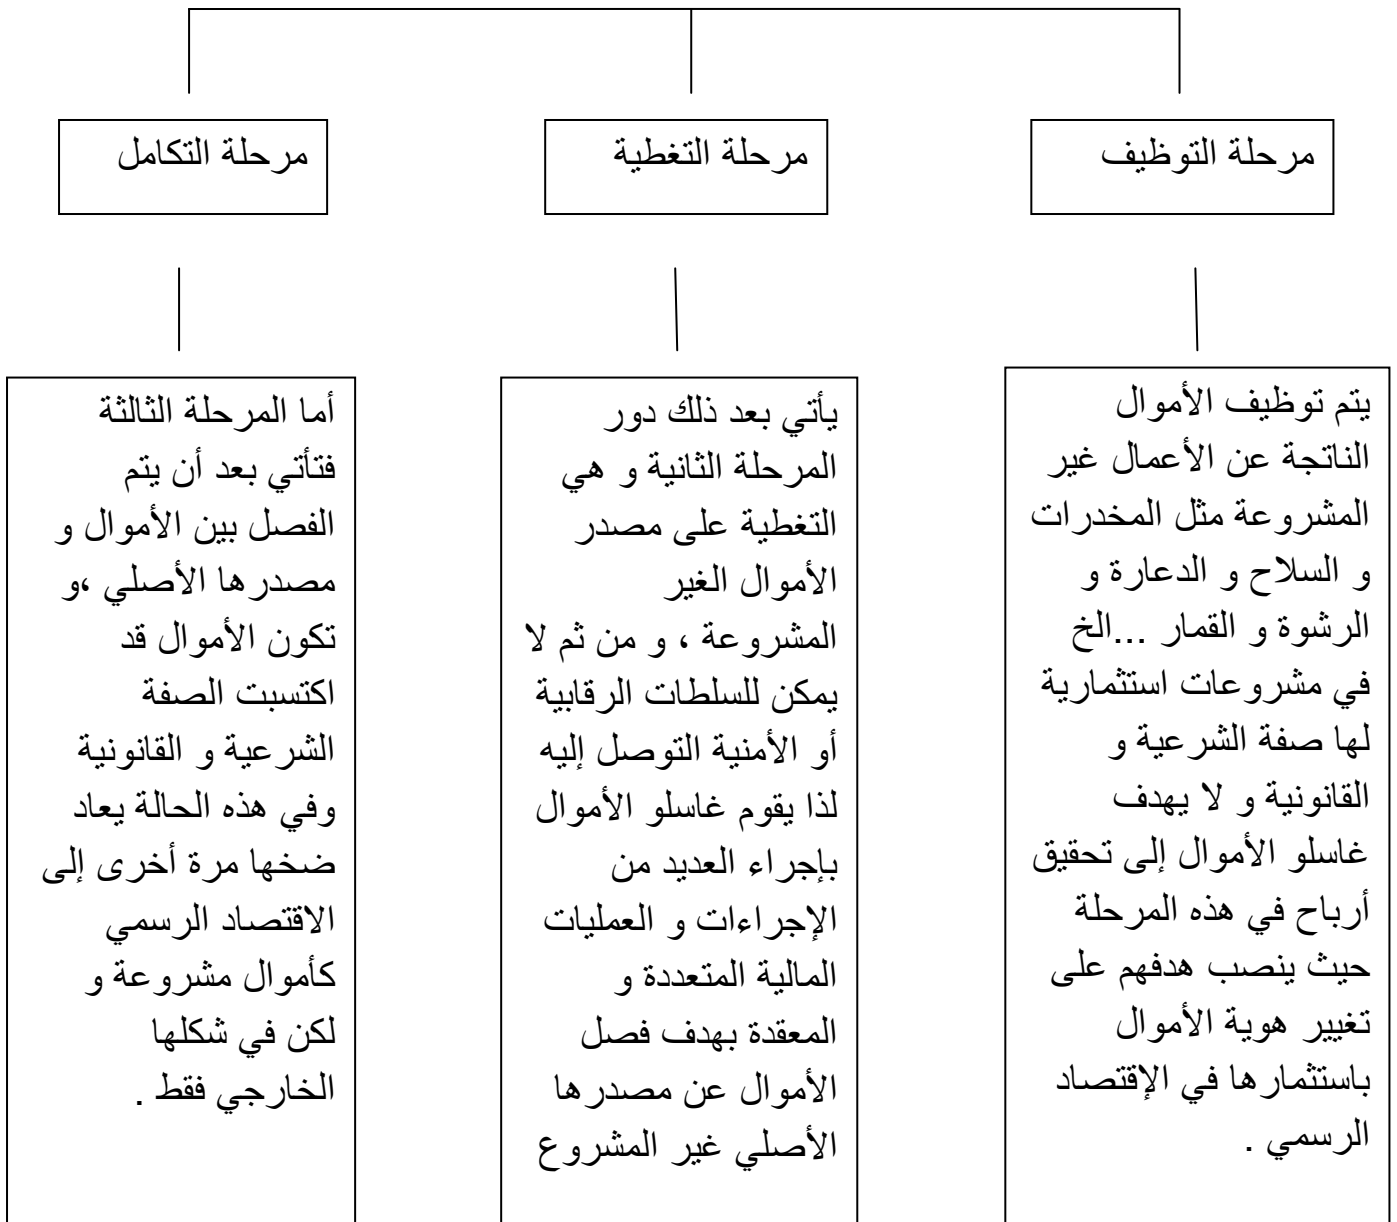 مرحلة التوظيف
مرحلة التغطية
مرحلة التكامل
يتم توظيف الأموال
الناتجة عن الأعمال غير
المشروعة مثل المخدرات
و السلاح و الدعارة و
الرشوة و القمار ...الخ
في مشروعات استثمارية
لها صفة الشرعية و
القانونية و لا يهدف
غاسلو الأموال إلى تحقيق
أرباح في هذه المرحلة
حيث ينصب هدفهم على
تغيير هوية الأموال
باستثمارها في الإقتصاد
الرسمي .
يأتي بعد ذلك دور
المرحلة الثانية و هي
التغطية على مصدر
الأموال الغير
المشروعة ، و من ثم لا
يمكن للسلطات الرقابية
أو الأمنية التوصل إليه
لذا يقوم غاسلو الأموال
بإجراء العديد من
الإجراءات و العمليات
المالية المتعددة و
المعقدة بهدف فصل
الأموال عن مصدرها
الأصلي غير المشروع
أما المرحلة الثالثة
فتأتي بعد أن يتم
الفصل بين الأموال و
مصدرها الأصلي ،و
تكون الأموال قد
اكتسبت الصفة
الشرعية و القانونية
وفي هذه الحالة يعاد
ضخها مرة أخرى إلى
الاقتصاد الرسمي
كأموال مشروعة و
لكن في شكلها
الخارجي فقط .